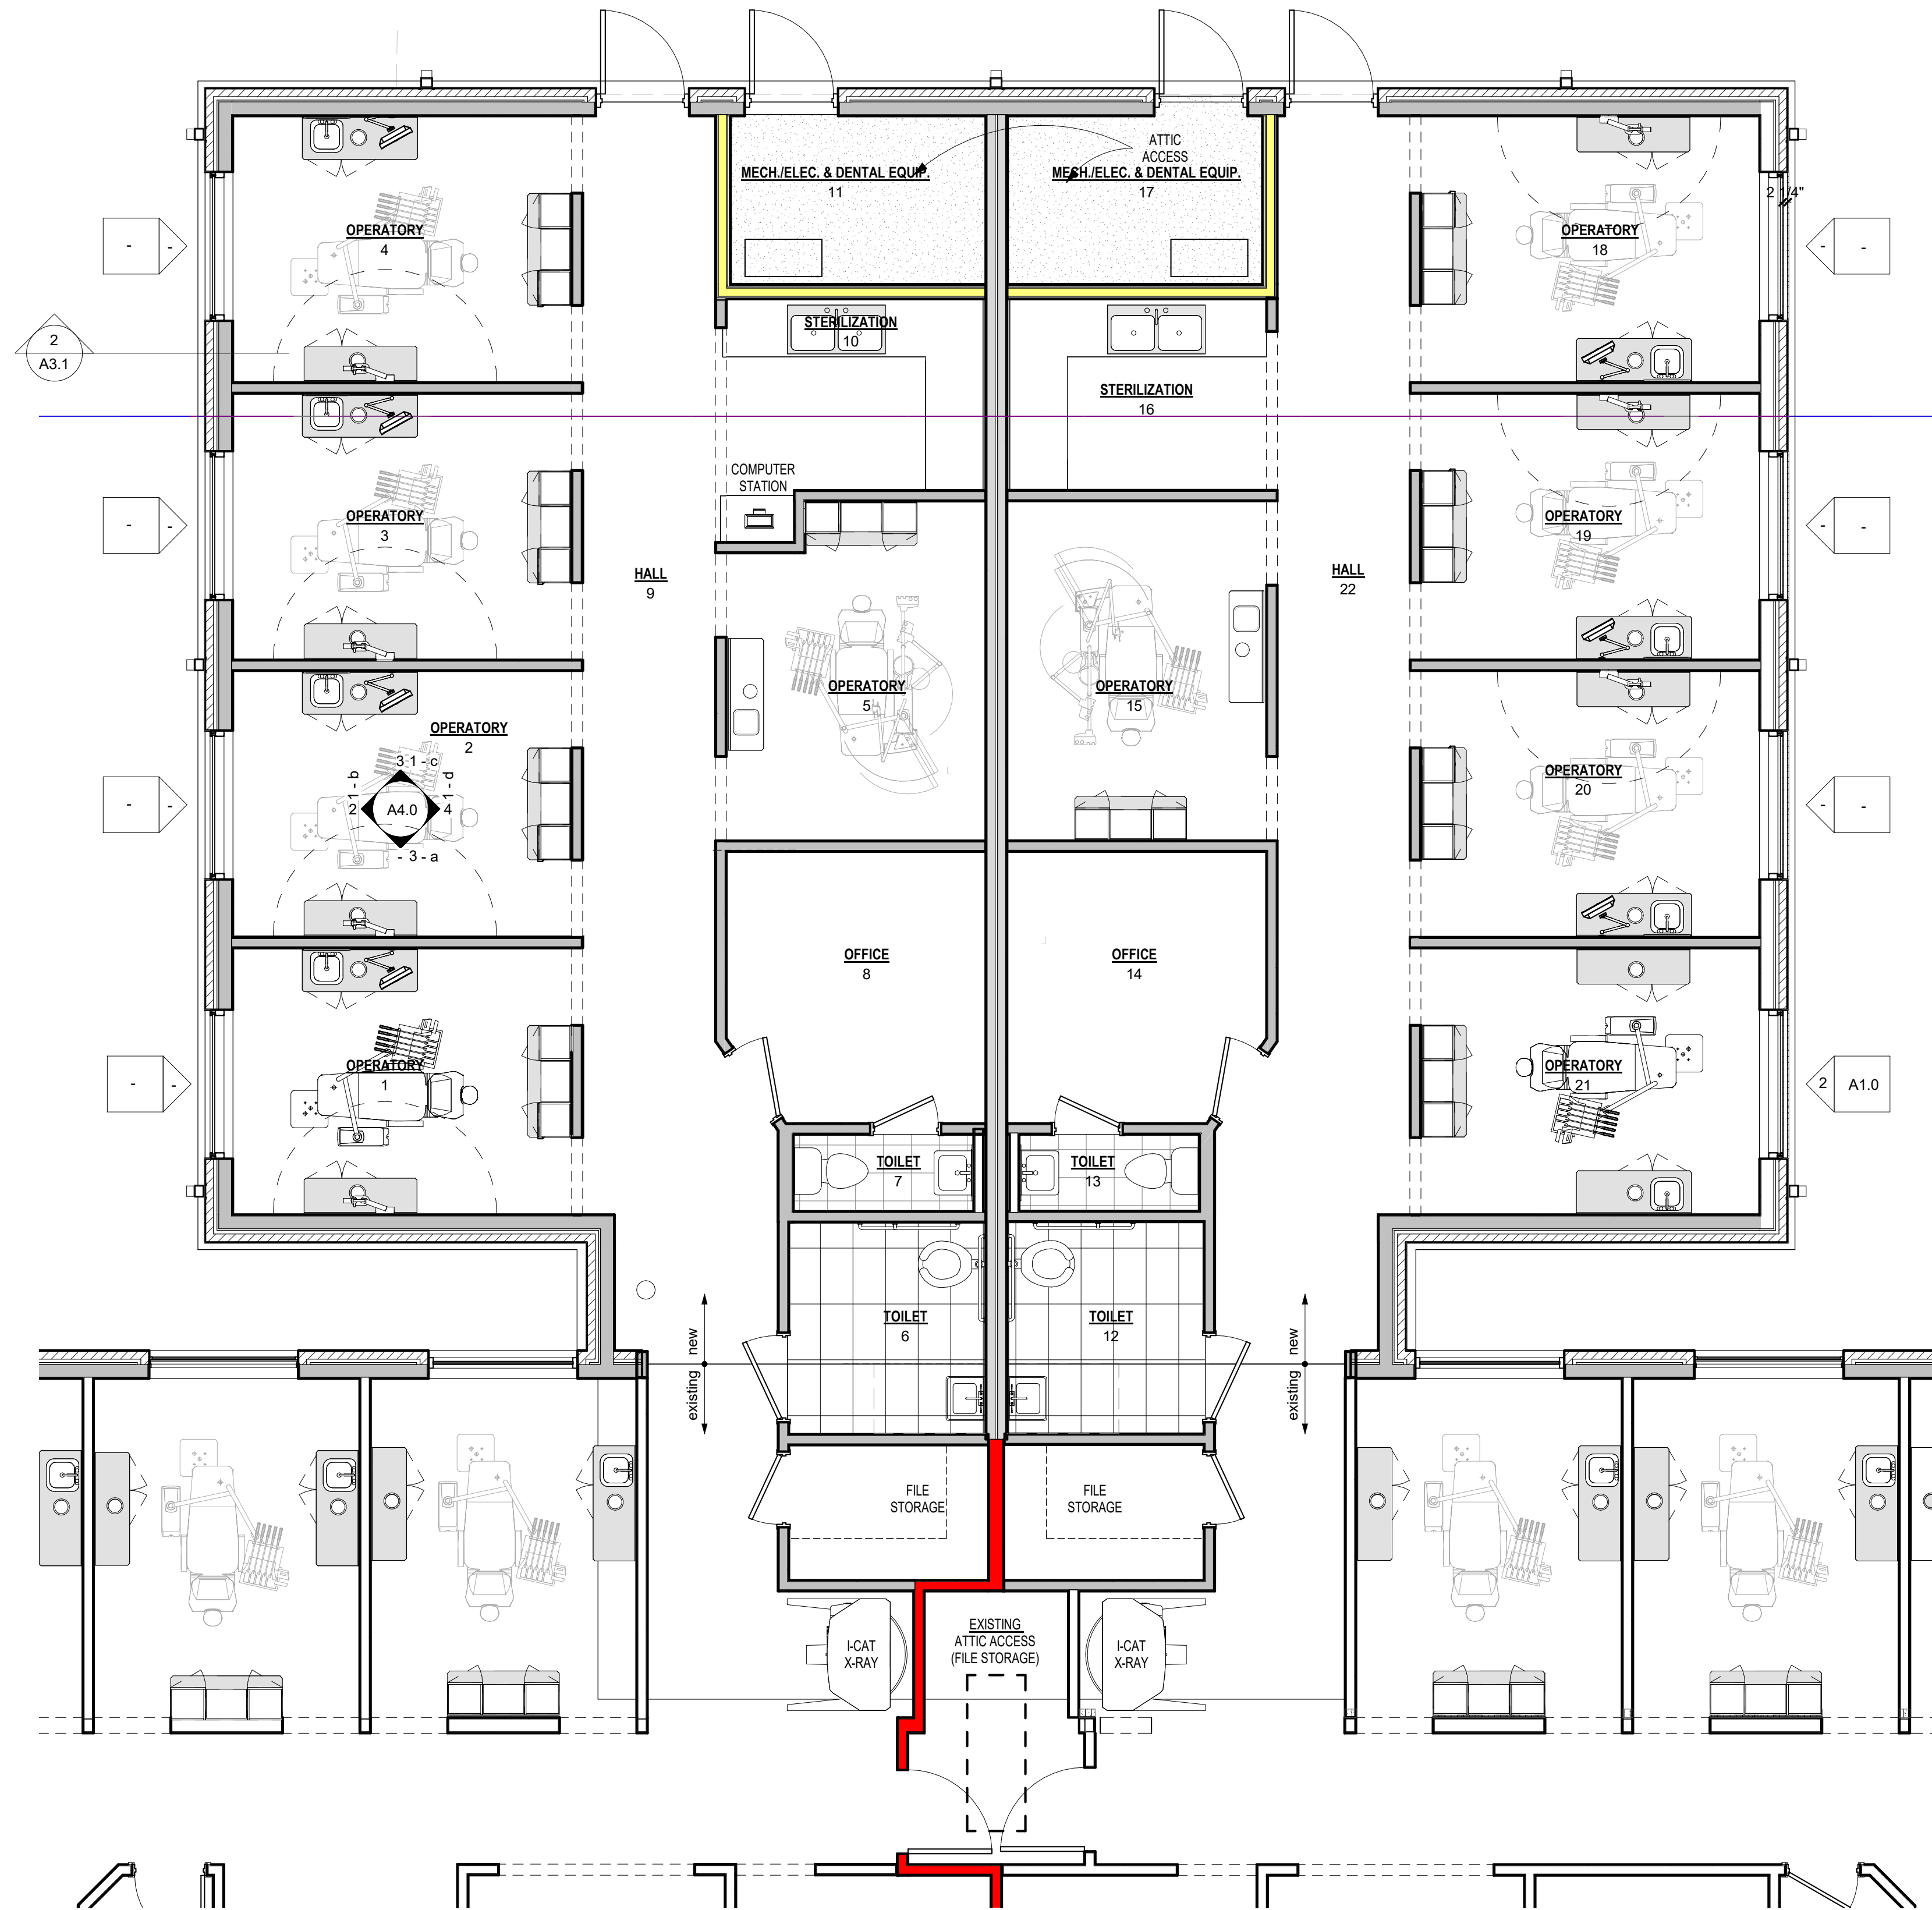 ATTIC
ACCESS
MECH./ELEC. & DENTAL EQUIP.
11
MECH./ELEC. & DENTAL EQUIP.
17
2 1/4"
OPERATORY
4
OPERATORY
18
- -
- -
STERILIZATION
10
2
A3.1
STERILIZATION
16
COMPUTER
STATION
OPERATORY
3
OPERATORY
19
- -
- -
HALL
9
HALL
22
OPERATORY
5
OPERATORY
15
OPERATORY
2
3 1 - c
2 1 - b
A4.0
4 1 - d
- 3 - a
OPERATORY
20
- -
- -
OFFICE
8
OFFICE
14
OPERATORY
1
OPERATORY
21
- -
2 A1.0
TOILET
7
TOILET
13
TOILET
6
TOILET
12
new
existing
new
existing
FILE
STORAGE
FILE
STORAGE
I-CAT
X-RAY
EXISTING
ATTIC ACCESS
(FILE STORAGE)
I-CAT
X-RAY